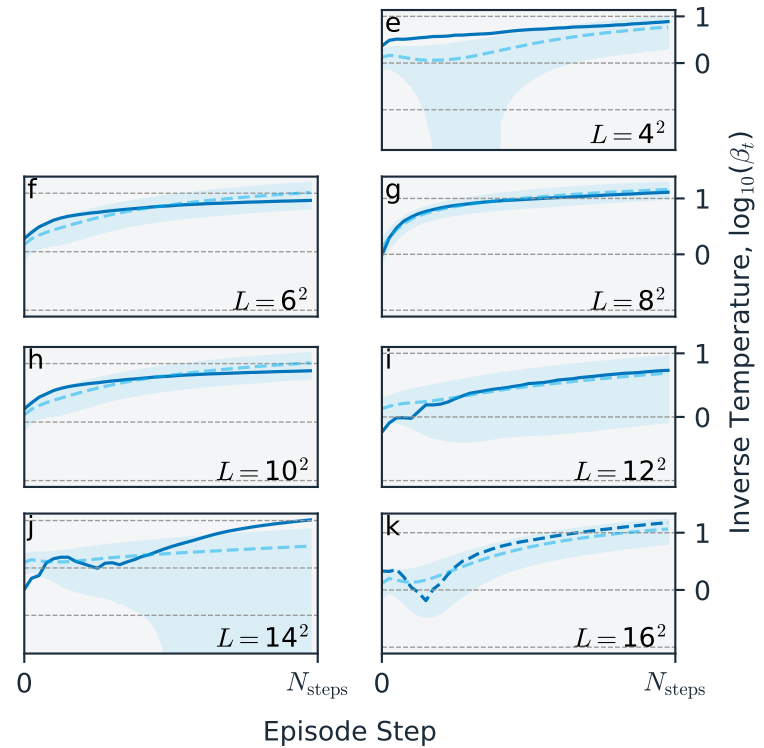 e
1
0
L = 4²
f
L = 6²
g
1
0
L = 8²
h
L = 10²
i
1
0
L = 12²
j
L = 14²
k
1
0
L = 16²
0
N_steps
0
N_steps
Episode Step
Inverse Temperature, log₁₀(β_t)